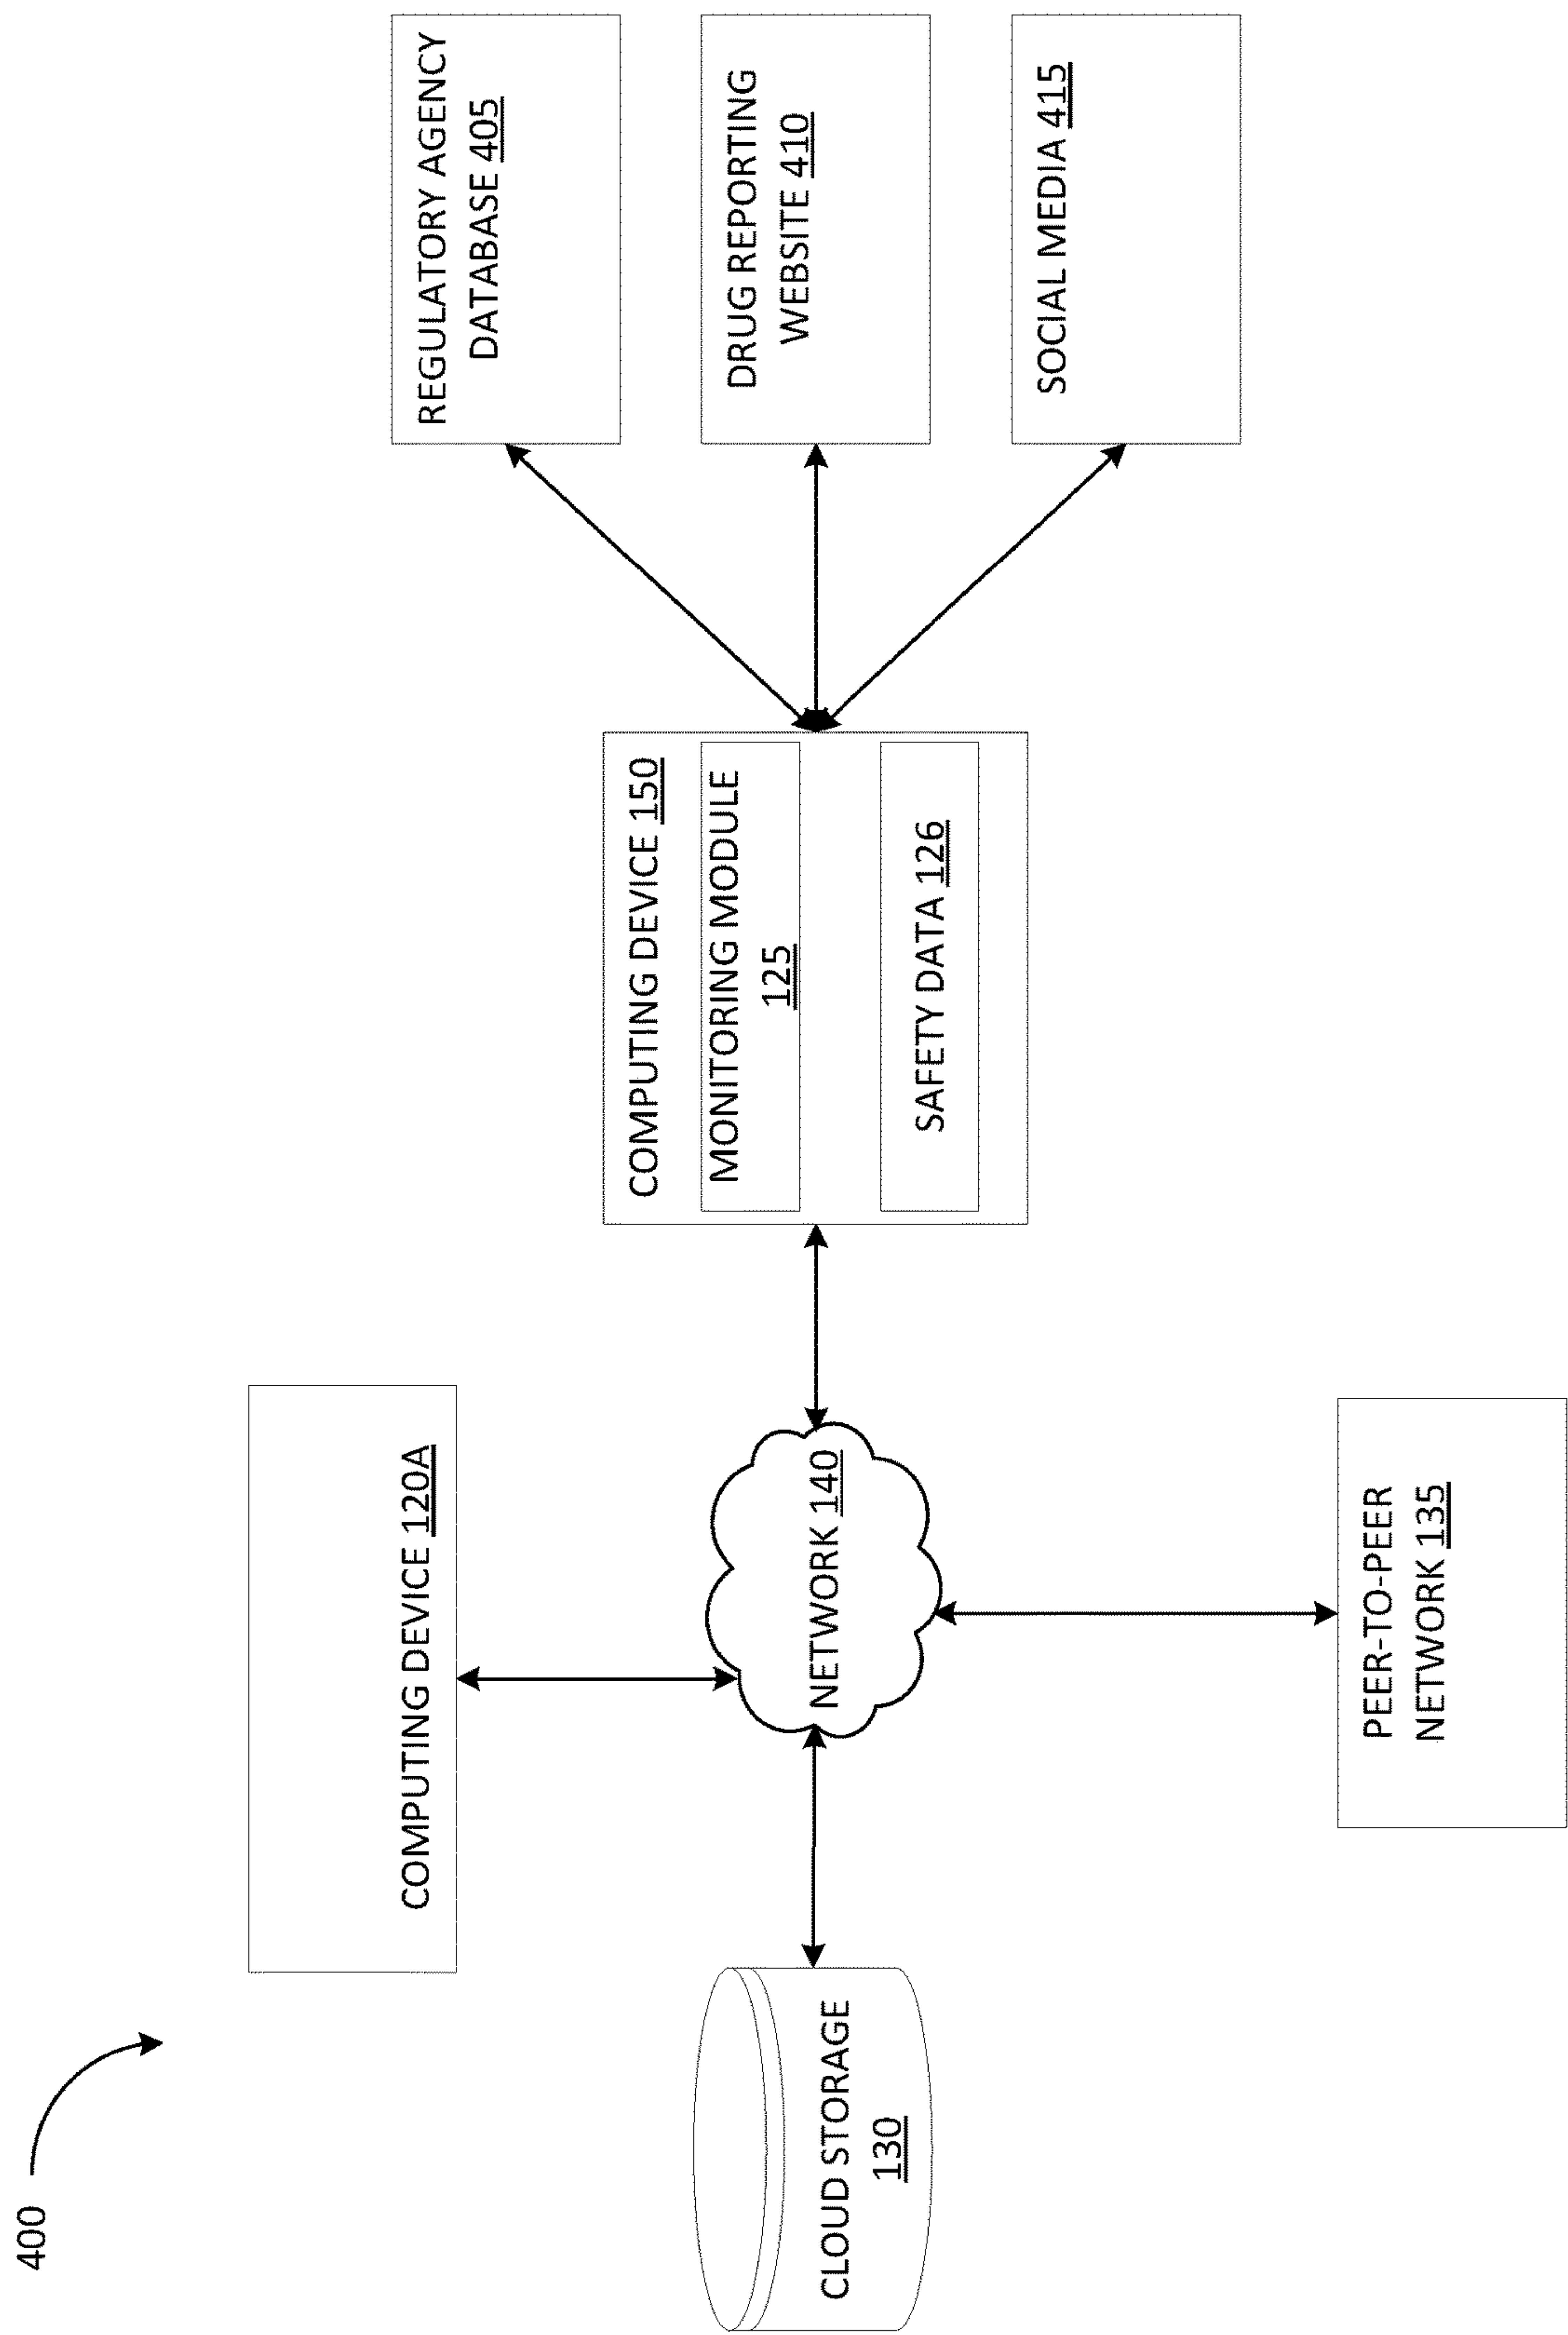 400
COMPUTING DEVICE 120A
CLOUD STORAGE
130
NETWORK 140
PEER-TO-PEER
NETWORK 135
COMPUTING DEVICE 150
MONITORING MODULE
125
SAFETY DATA 126
REGULATORY AGENCY
DATABASE 405
DRUG REPORTING
WEBSITE 410
SOCIAL MEDIA 415